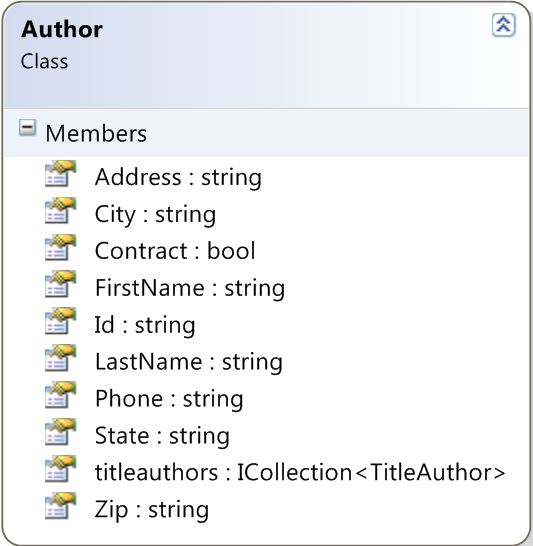 Author
Class
Members
Address : string
City : string
Contract : bool
FirstName : string
Id : string
LastName : string
Phone : string
State : string
titleauthors : ICollection<TitleAuthor>
Zip : string